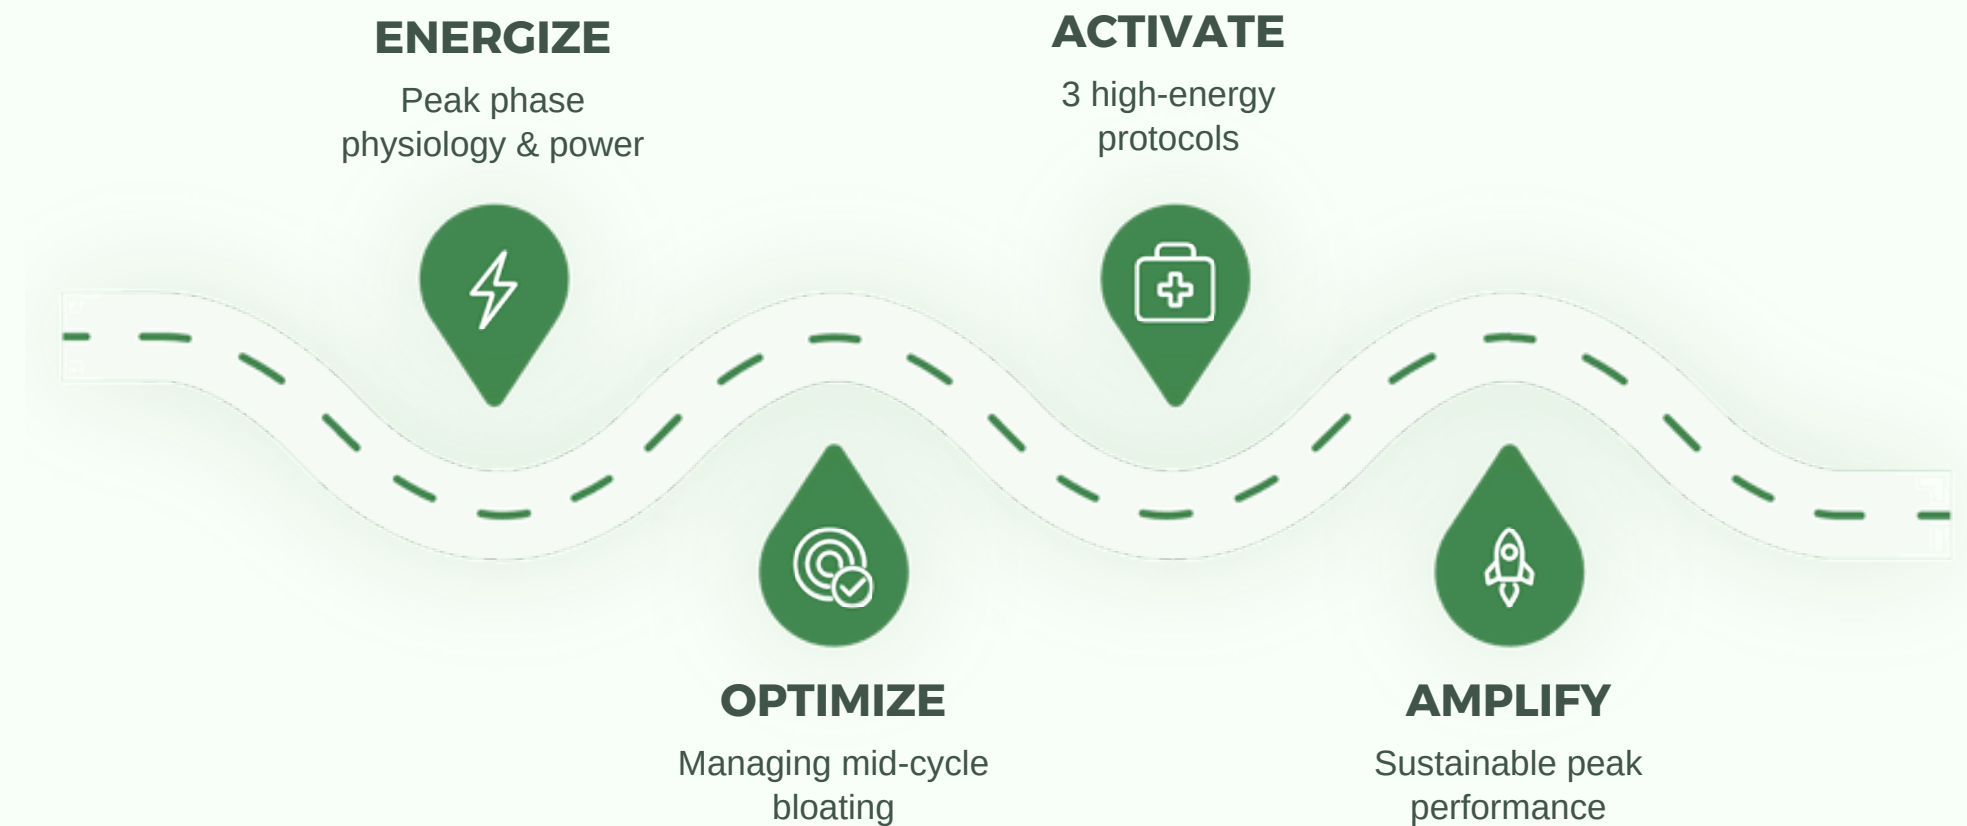 ENERGIZE
Peak phase
physiology & power
ACTIVATE
3 high-energy
protocols
OPTIMIZE
Managing mid-cycle
bloating
AMPLIFY
Sustainable peak
performance